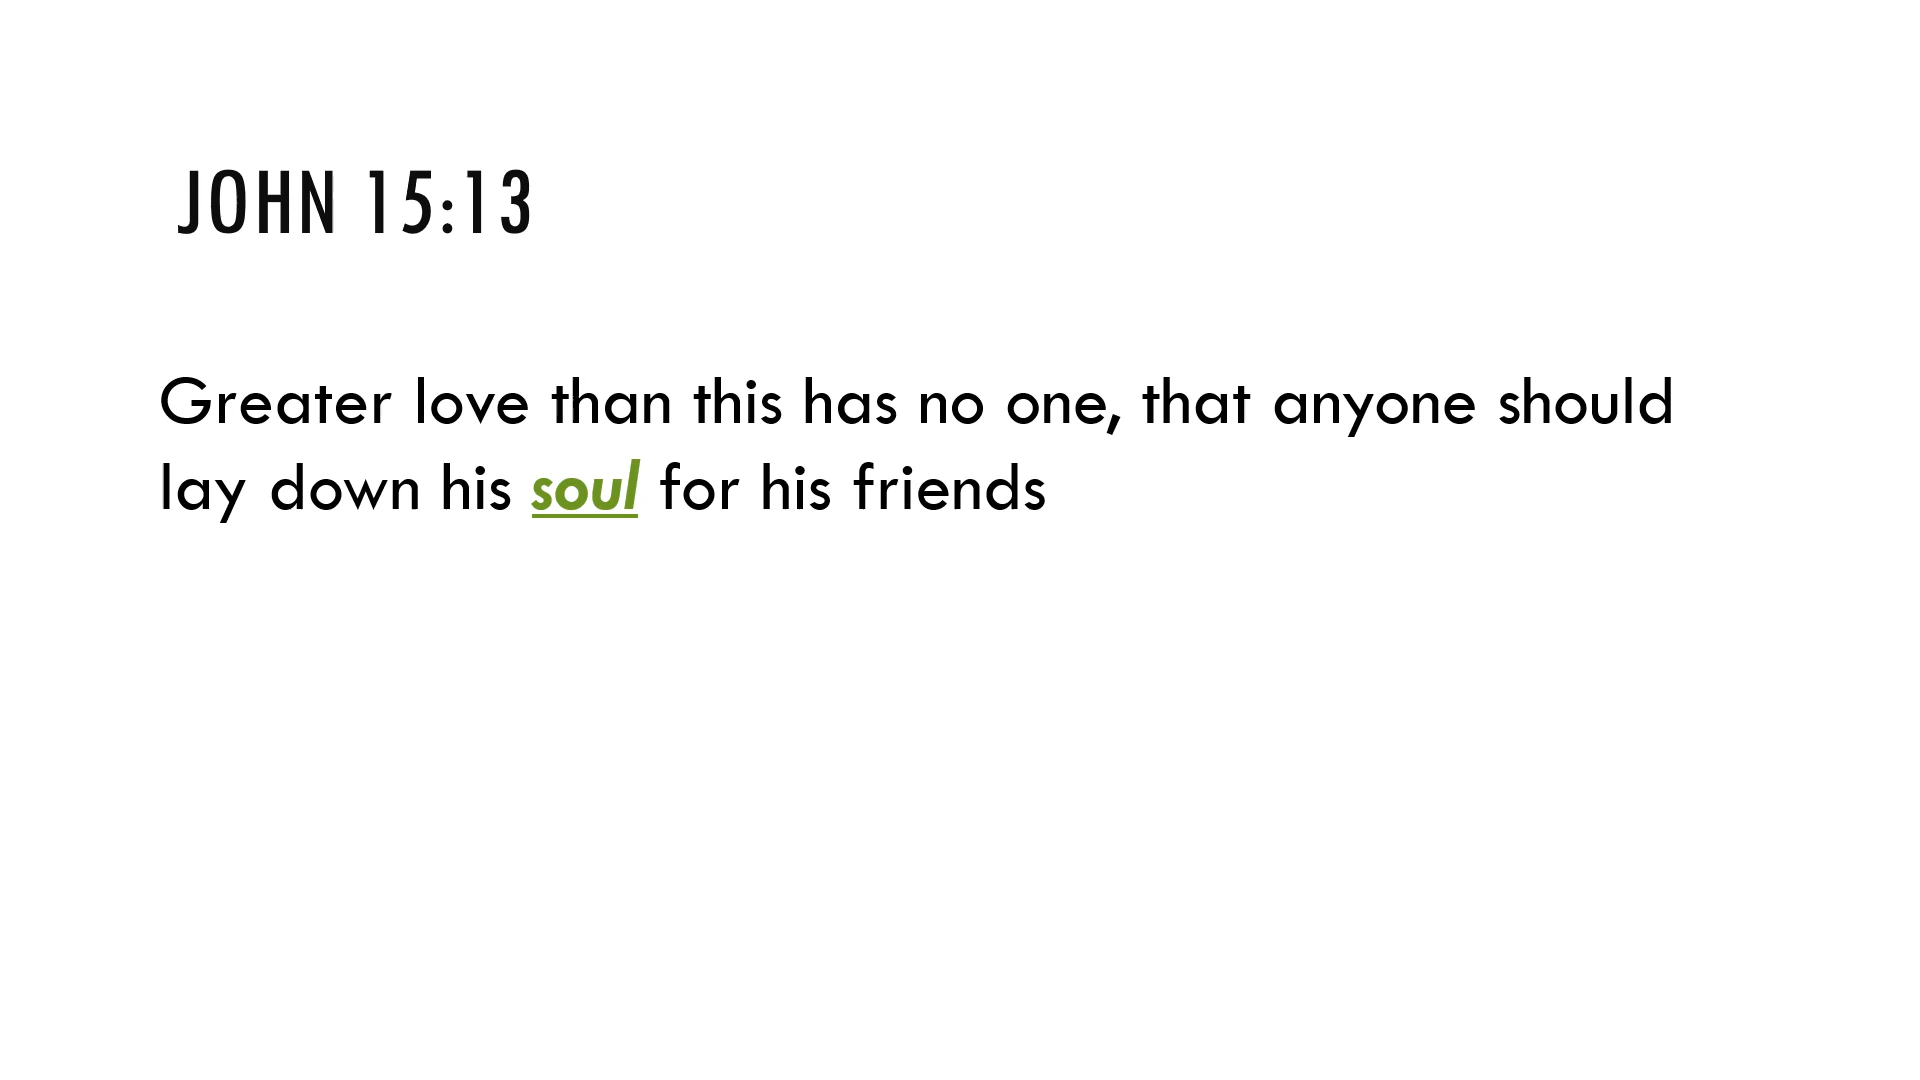 JOHN 15:13
Greater love than this has no one, that anyone should
lay down his soul for his friends